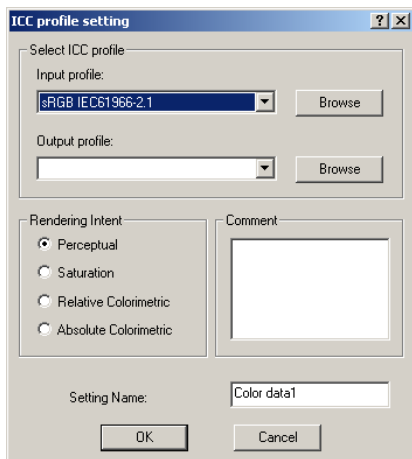 ICC profile setting
Select ICC profile
Input profile:
sRGB IEC61966-2.1
Browse
Output profile:
Browse
Rendering Intent
Perceptual
Saturation
Relative Colorimetric
Absolute Colorimetric
Comment
Setting Name:
Color data1
OK
Cancel